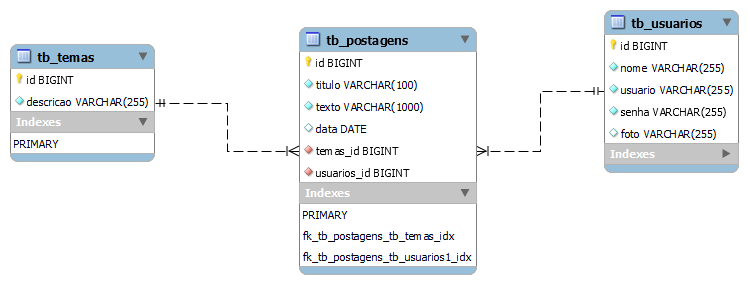 tb_temas
id BIGINT
descricao VARCHAR(255)
Indexes
PRIMARY
tb_postagens
id BIGINT
titulo VARCHAR(100)
texto VARCHAR(1000)
data DATE
temas_id BIGINT
usuarios_id BIGINT
Indexes
PRIMARY
fk_tb_postagens_tb_temas_idx
fk_tb_postagens_tb_usuarios1_idx
tb_usuarios
id BIGINT
nome VARCHAR(255)
usuario VARCHAR(255)
senha VARCHAR(255)
foto VARCHAR(255)
Indexes